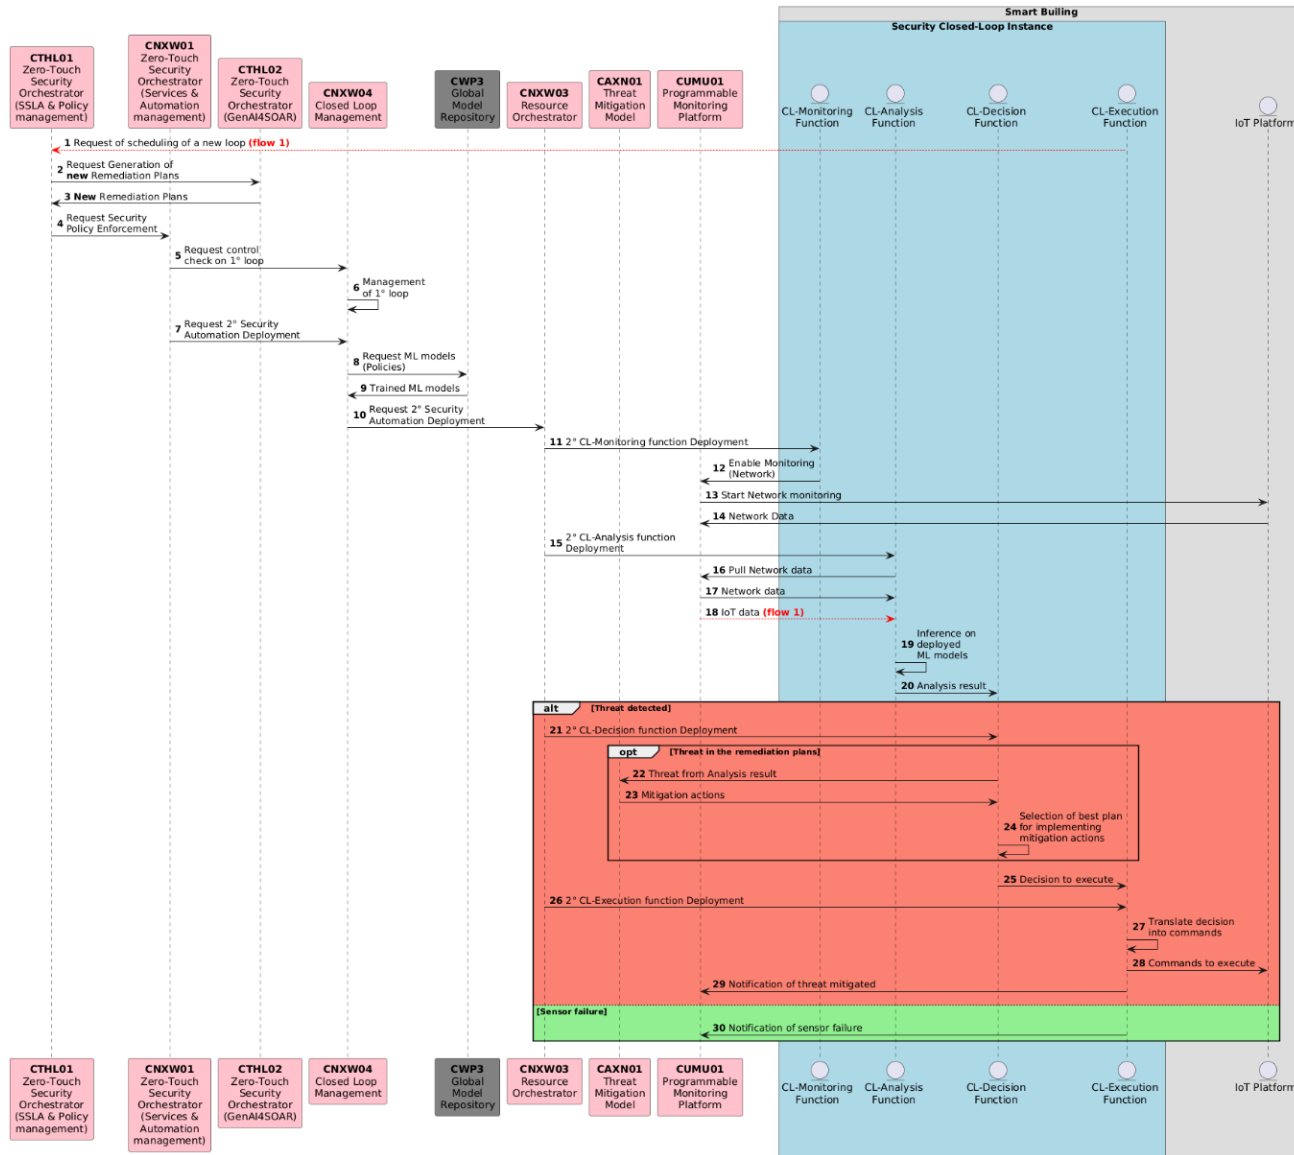 Smart Builing
Security Closed-Loop Instance
CTHL01
Zero-Touch
Security
Orchestrator
(SSLA & Policy
management)
CNXW01
Zero-Touch
Security
Orchestrator
(Services &
Automation
management)
CTHL02
Zero-Touch
Security
Orchestrator
(GenAI4SOAR)
CNXW04
Closed Loop
Management
CWP3
Global
Model
Repository
CNXW03
Resource
Orchestrator
CAXN01
Threat
Mitigation
Model
CUMU01
Programmable
Monitoring
Platform
CL-Monitoring
Function
CL-Analysis
Function
CL-Decision
Function
CL-Execution
Function
IoT Platform
1 Request of scheduling of a new loop (flow 1)
2 Request Generation of
new Remediation Plans
3 New Remediation Plans
4 Request Security
Policy Enforcement
5 Request control
check on 1° loop
6 Management
of 1° loop
7 Request 2° Security
Automation Deployment
8 Request ML models
(Policies)
9 Trained ML models
10 Request 2° Security
Automation Deployment
11 2° CL-Monitoring function Deployment
12 Enable Monitoring
(Network)
13 Start Network monitoring
14 Network Data
15 2° CL-Analysis function
Deployment
16 Pull Network data
17 Network data
18 IoT data (flow 1)
19 Inference on
deployed
ML models
20 Analysis result
alt [Threat detected]
21 2° CL-Decision function Deployment
opt [Threat in the remediation plans]
22 Threat from Analysis result
23 Mitigation actions
24 Selection of best plan
for implementing
mitigation actions
25 Decision to execute
26 2° CL-Execution function Deployment
27 Translate decision
into commands
28 Commands to execute
29 Notification of threat mitigated
[Sensor failure]
30 Notification of sensor failure
CTHL01
Zero-Touch
Security
Orchestrator
(SSLA & Policy
management)
CNXW01
Zero-Touch
Security
Orchestrator
(Services &
Automation
management)
CTHL02
Zero-Touch
Security
Orchestrator
(GenAI4SOAR)
CNXW04
Closed Loop
Management
CWP3
Global
Model
Repository
CNXW03
Resource
Orchestrator
CAXN01
Threat
Mitigation
Model
CUMU01
Programmable
Monitoring
Platform
CL-Monitoring
Function
CL-Analysis
Function
CL-Decision
Function
CL-Execution
Function
IoT Platform